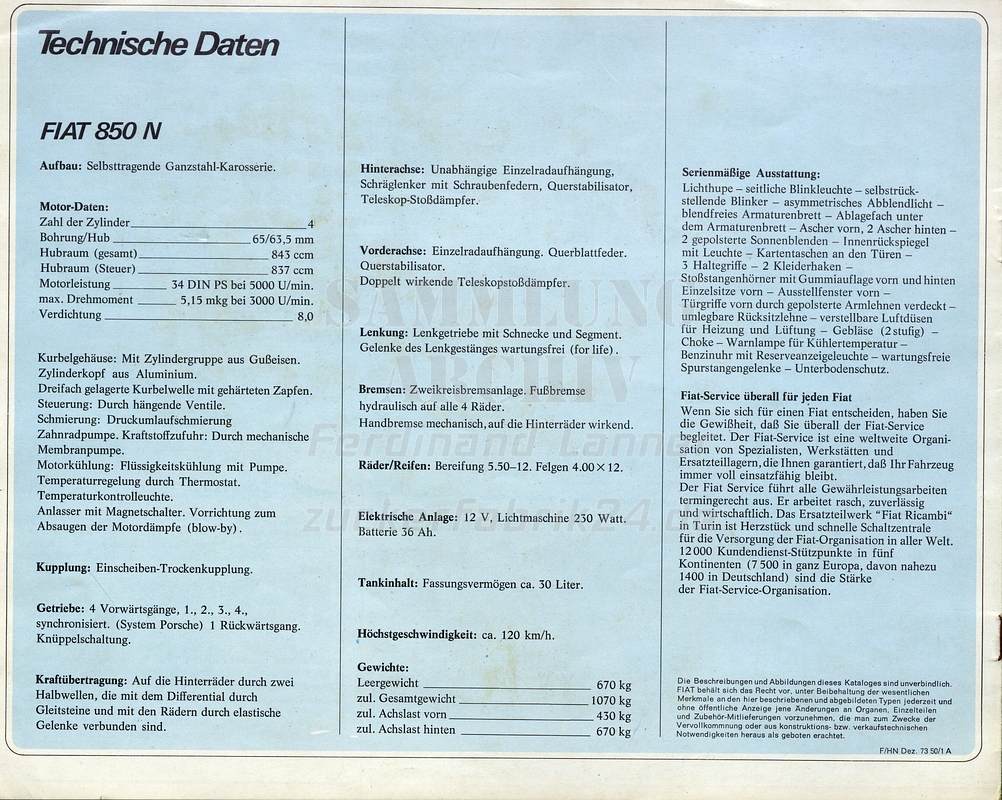 Technische Daten
FIAT 850 N
Aufbau: Selbsttragende Ganzstahl-Karosserie.
Motor-Daten:
Zahl der Zylinder 4
Bohrung/Hub 65/63,5 mm
Hubraum (gesamt) 843 ccm
Hubraum (Steuer) 837 ccm
Motorleistung 34 DIN PS bei 5000 U/min.
max. Drehmoment 5,15 mkg bei 3000 U/min.
Verdichtung 8,0
Kurbelgehäuse: Mit Zylindergruppe aus Gußeisen.
Zylinderkopf aus Aluminium.
Dreifach gelagerte Kurbelwelle mit gehärteten Zapfen.
Steuerung: Durch hängende Ventile.
Schmierung: Druckumlaufschmierung
Zahnradpumpe. Kraftstoffzufuhr: Durch mechanische
Membranpumpe.
Motorkühlung: Flüssigkeitskühlung mit Pumpe.
Temperaturregelung durch Thermostat.
Temperaturkontrolleuchte.
Anlasser mit Magnetschalter. Vorrichtung zum
Absaugen der Motordämpfe (blow-by).
Kupplung: Einscheiben-Trockenkupplung.
Getriebe: 4 Vorwärtsgänge, 1., 2., 3., 4.,
synchronisiert. (System Porsche) 1 Rückwärtsgang.
Knüppelschaltung.
Kraftübertragung: Auf die Hinterräder durch zwei
Halbwellen, die mit dem Differential durch
Gleitsteine und mit den Rädern durch elastische
Gelenke verbunden sind.
Hinterachse: Unabhängige Einzelradaufhängung,
Schräglenker mit Schraubenfedern, Querstabilisator,
Teleskop-Stoßdämpfer.
Vorderachse: Einzelradaufhängung. Querblattfeder.
Querstabilisator.
Doppelt wirkende Teleskopstoßdämpfer.
Lenkung: Lenkgetriebe mit Schnecke und Segment.
Gelenke des Lenkgestänges wartungsfrei (for life).
Bremsen: Zweikreisbremsanlage. Fußbremse
hydraulisch auf alle 4 Räder.
Handbremse mechanisch, auf die Hinterräder wirkend.
Räder/Reifen: Bereifung 5.50–12. Felgen 4.00 × 12.
Elektrische Anlage: 12 V, Lichtmaschine 230 Watt.
Batterie 36 Ah.
Tankinhalt: Fassungsvermögen ca. 30 Liter.
Höchstgeschwindigkeit: ca. 120 km/h.
Gewichte:
Leergewicht 670 kg
zul. Gesamtgewicht 1070 kg
zul. Achslast vorn 430 kg
zul. Achslast hinten 670 kg
Serienmäßige Ausstattung:
Lichthupe – seitliche Blinkleuchte – selbstrück-
stellende Blinker – asymmetrisches Abblendlicht –
blendfreies Armaturenbrett – Ablagefach unter
dem Armaturenbrett – Ascher vorn, 2 Ascher hinten –
2 gepolsterte Sonnenblenden – Innenrückspiegel
mit Leuchte – Kartentaschen an den Türen –
3 Haltegriffe – 2 Kleiderhaken –
Stoßstangenhörner mit Gummiauflage vorn und hinten
Einzelsitze vorn – Ausstellfenster vorn –
Türgriffe vorn durch gepolsterte Armlehnen verdeckt –
umlegbare Rücksitzlehne – verstellbare Luftdüsen
für Heizung und Lüftung – Gebläse (2stufig) –
Choke – Warnlampe für Kühlertemperatur –
Benzinuhr mit Reserveanzeigeleuchte – wartungsfreie
Spurstangengelenke – Unterbodenschutz.
Fiat-Service überall für jeden Fiat
Wenn Sie sich für einen Fiat entscheiden, haben Sie
die Gewißheit, daß Sie überall der Fiat-Service
begleitet. Der Fiat-Service ist eine weltweite Organi-
sation von Spezialisten, Werkstätten und
Ersatzteillagern, die Ihnen garantiert, daß Ihr Fahrzeug
immer voll einsatzfähig bleibt.
Der Fiat Service führt alle Gewährleistungsarbeiten
termingerecht aus. Er arbeitet rasch, zuverlässig
und wirtschaftlich. Das Ersatzteilwerk “Fiat Ricambi“
in Turin ist Herzstück und schnelle Schaltzentrale
für die Versorgung der Fiat-Organisation in aller Welt.
12 000 Kundendienst-Stützpunkte in fünf
Kontinenten (7 500 in ganz Europa, davon nahezu
1400 in Deutschland) sind die Stärke
der Fiat-Service-Organisation.
Die Beschreibungen und Abbildungen dieses Kataloges sind unverbindlich.
FIAT behält sich das Recht vor, unter Beibehaltung der wesentlichen
Merkmale an den hier beschriebenen und abgebildeten Typen jederzeit und
ohne öffentliche Anzeige jene Änderungen an Organen, Einzelteilen
und Zubehör-Mitlieferungen vorzunehmen, die man zum Zwecke der
Vervollkommnung oder aus konstruktions- bzw. verkaufstechnischen
Notwendigkeiten heraus als geboten erachtet.
F/HN Dez. 73 50/1 A
SAMMLUNG
ARCHIV
Ferdinand